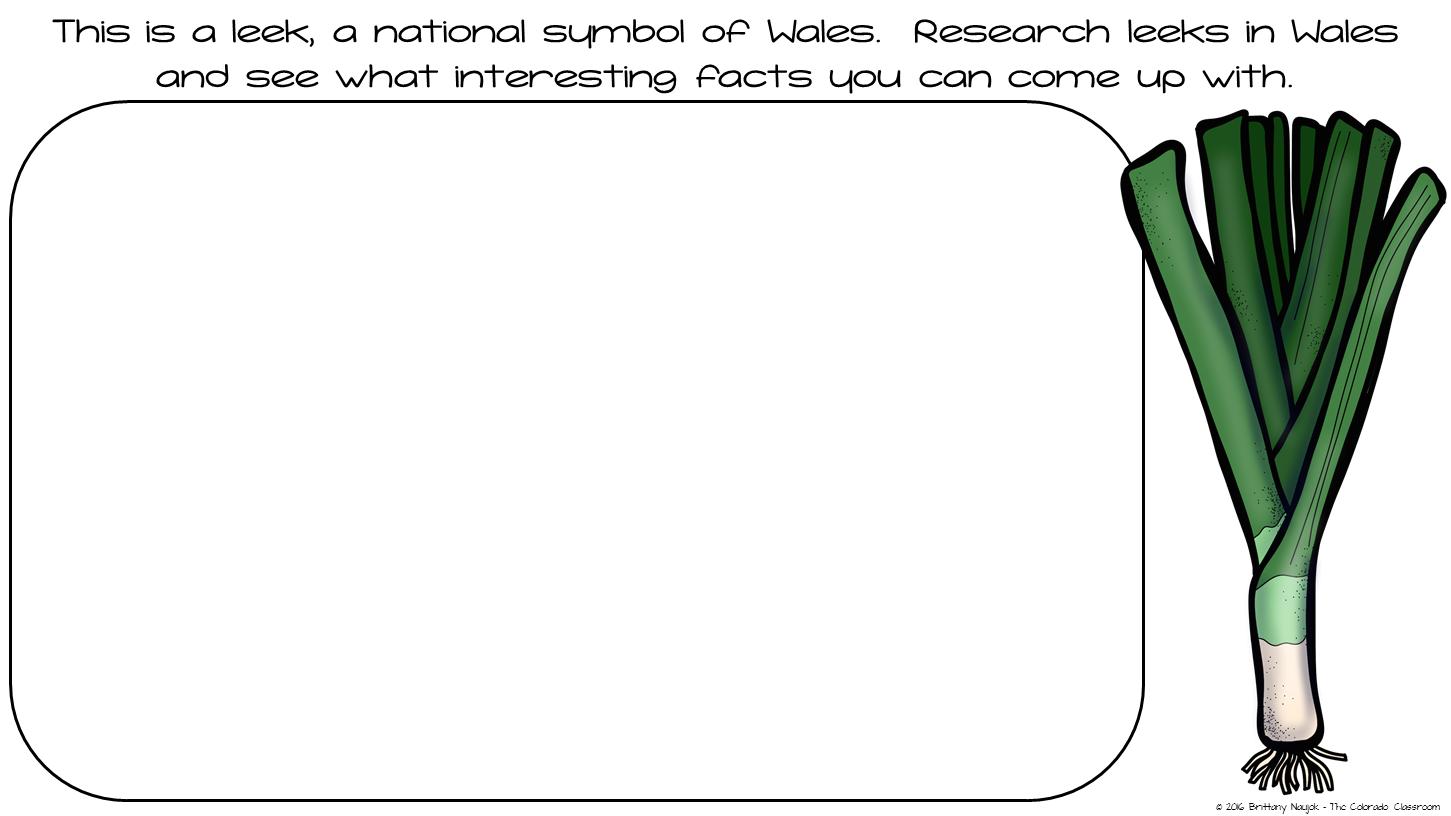 This is a leek, a national symbol of Wales.  Research leeks in Wales
and see what interesting facts you can come up with.
© 2016 Brittany Naujok - The Colorado Classroom